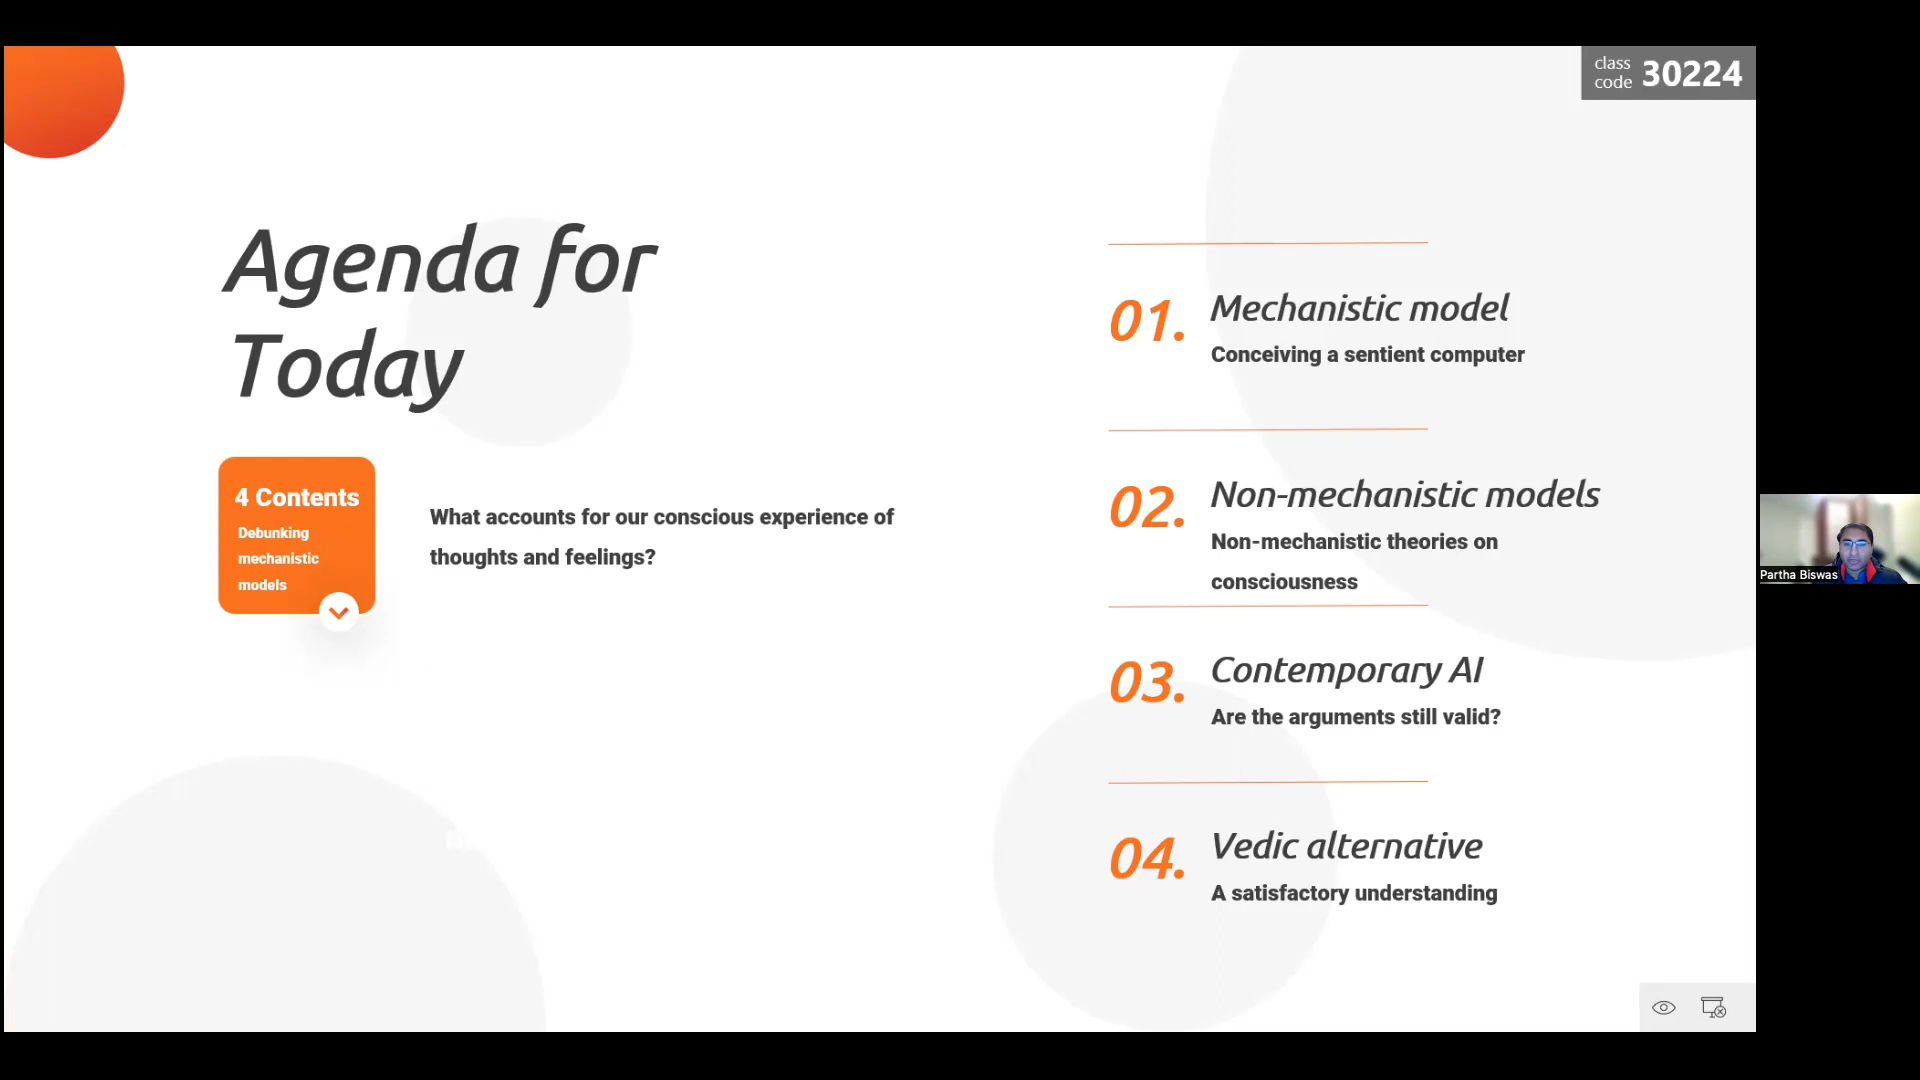 class
code 30224
Agenda for
Today
4 Contents
Debunking
mechanistic
models
What accounts for our conscious experience of
thoughts and feelings?
01. Mechanistic model
Conceiving a sentient computer
02. Non-mechanistic models
Non-mechanistic theories on
consciousness
03. Contemporary AI
Are the arguments still valid?
04. Vedic alternative
A satisfactory understanding
Partha Biswas